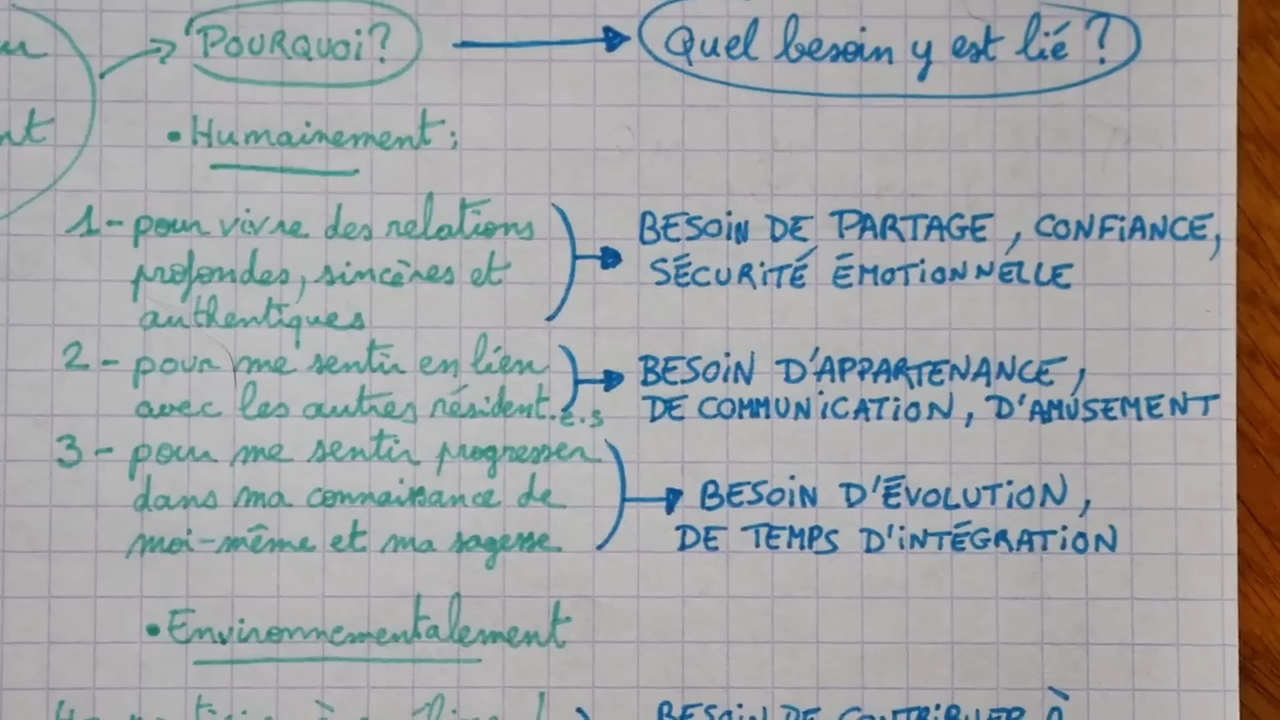 POURQUOI? → Quel besoin y est lié ?
nt
• Humainement :
1- pour vivre des relations
profondes, sincères et
authentiques
BESOIN DE PARTAGE, CONFIANCE,
SÉCURITÉ ÉMOTIONNELLE
2- pour me sentir en lien
avec les autres résident.e.s
BESOIN D'APPARTENANCE,
DE COMMUNICATION, D'AMUSEMENT
3- pour me sentir progresser
dans ma connaissance de
moi-même et ma sagesse
BESOIN D'ÉVOLUTION,
DE TEMPS D'INTÉGRATION
• Environnementalement
BESOIN DE CONTRIBUER À